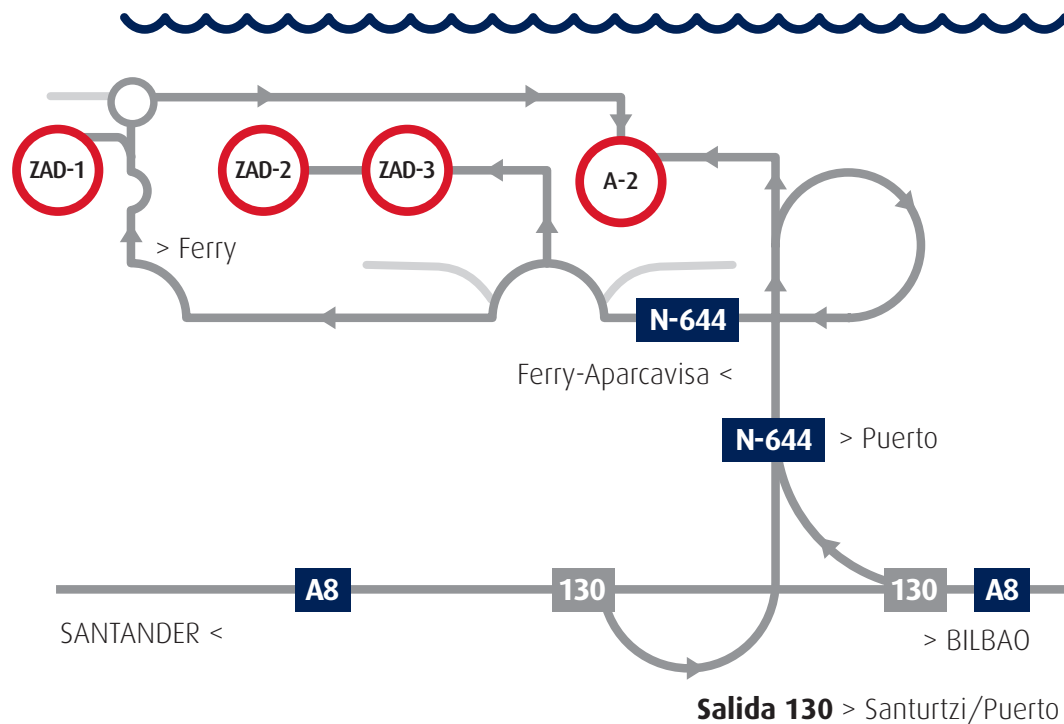 ZAD-1
ZAD-2
ZAD-3
A-2
> Ferry
N-644
Ferry-Aparcavisa <
N-644
> Puerto
A8
130
130
A8
SANTANDER <
> BILBAO
Salida 130 > Santurtzi/Puerto